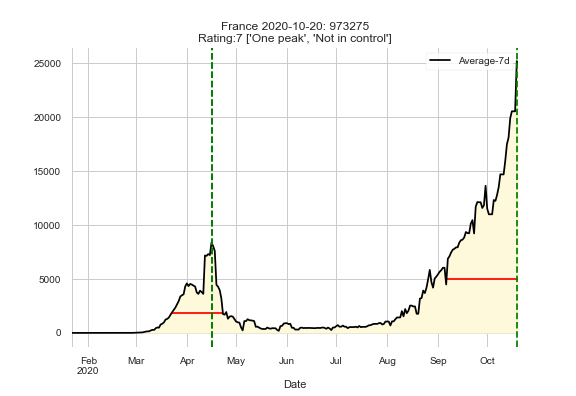 France 2020-10-20: 973275
Rating:7 ['One peak', 'Not in control']
Average-7d
25000
20000
15000
10000
5000
0
Feb Mar Apr May Jun Jul Aug Sep Oct
2020
Date